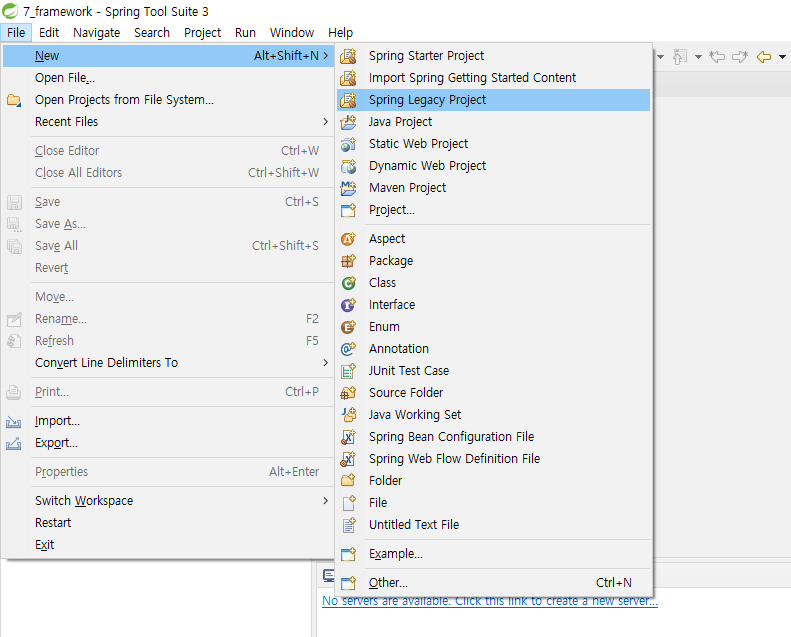 7_framework - Spring Tool Suite 3
File Edit Navigate Search Project Run Window Help
New Alt+Shift+N
Open File...
Open Projects from File System...
Recent Files
Close Editor Ctrl+W
Close All Editors Ctrl+Shift+W
Save Ctrl+S
Save As...
Save All Ctrl+Shift+S
Revert
Move...
Rename... F2
Refresh F5
Convert Line Delimiters To
Print... Ctrl+P
Import...
Export...
Properties Alt+Enter
Switch Workspace
Restart
Exit
Spring Starter Project
Import Spring Getting Started Content
Spring Legacy Project
Java Project
Static Web Project
Dynamic Web Project
Maven Project
Project...
Aspect
Package
Class
Interface
Enum
Annotation
JUnit Test Case
Source Folder
Java Working Set
Spring Bean Configuration File
Spring Web Flow Definition File
Folder
File
Untitled Text File
Example...
Other... Ctrl+N
No servers are available. Click this link to create a new server...